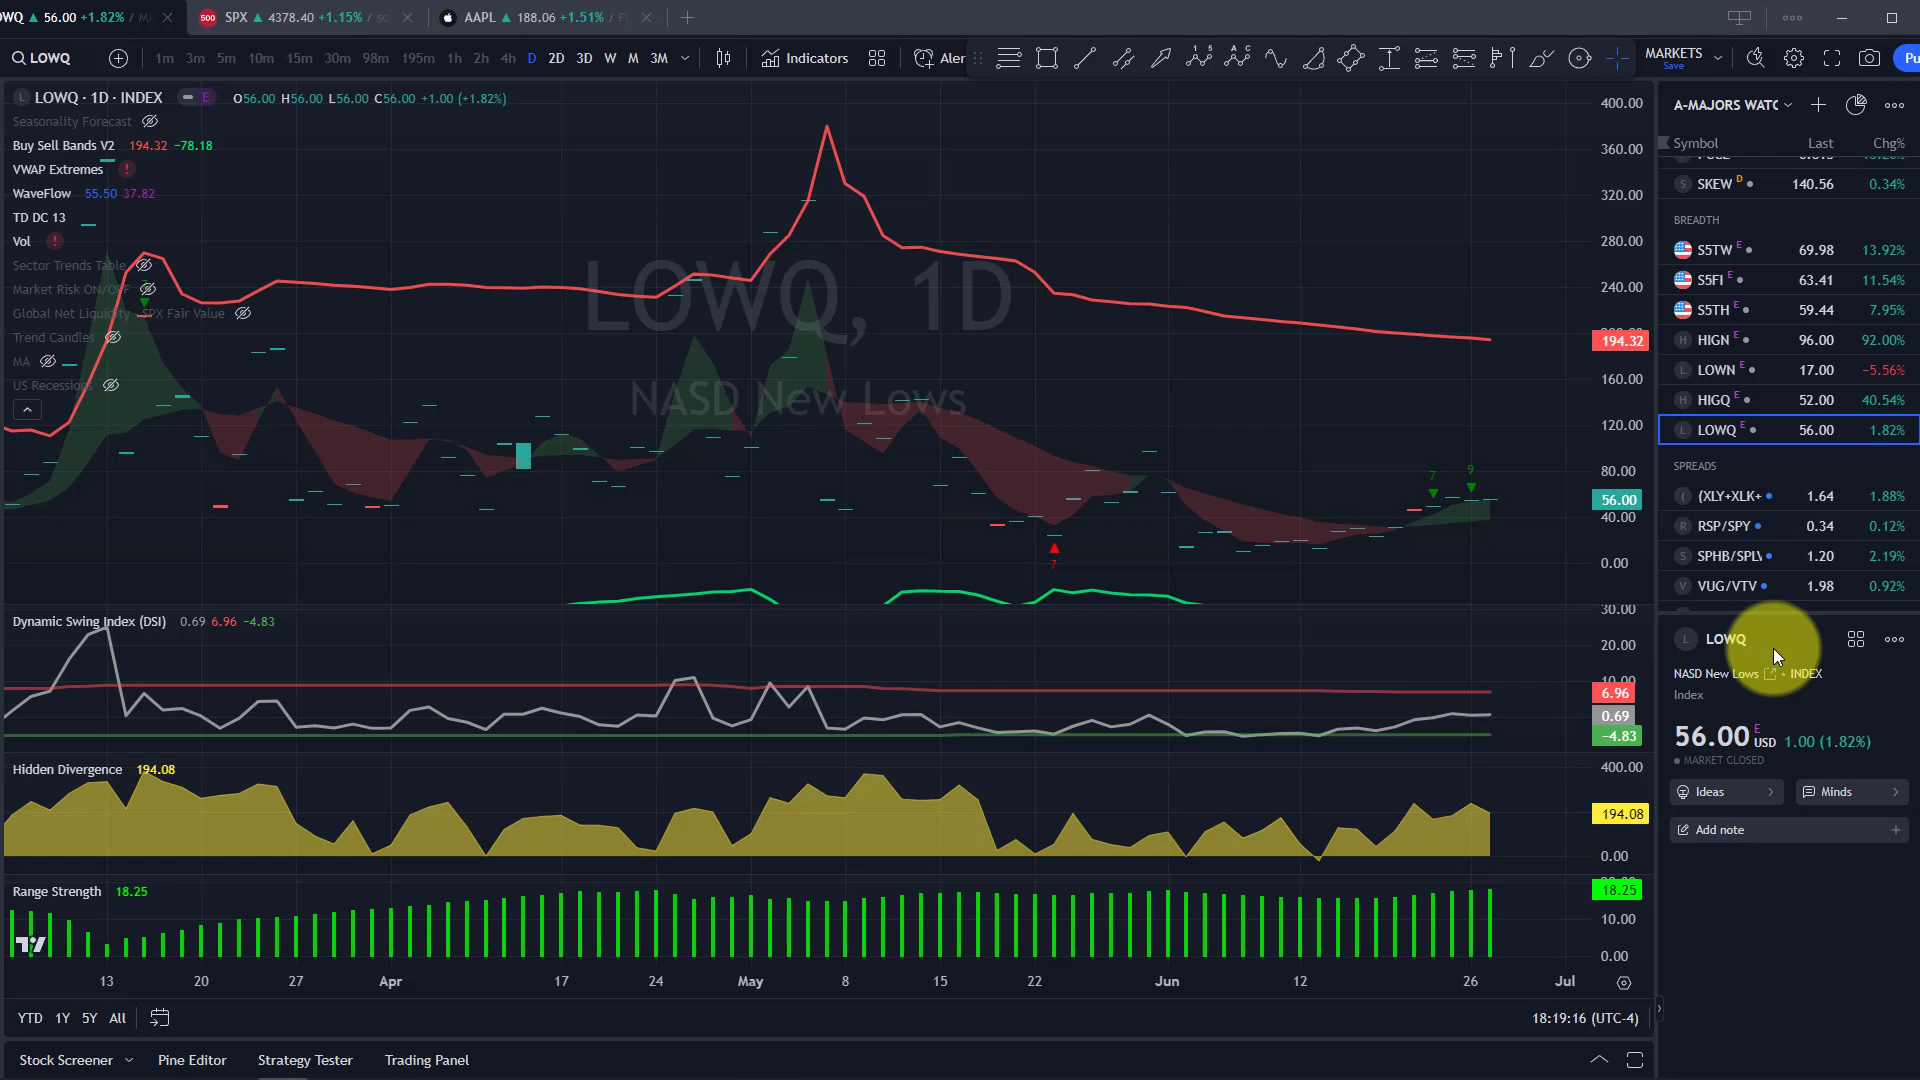 OWQ ▲ 56.00 +1.82% /
500 SPX ▲ 4378.40 +1.15% /
AAPL ▲ 188.06 +1.51% /
LOWQ
1m 3m 5m 10m 15m 30m 98m 195m 1h 2h 4h D 2D 3D W M 3M
Indicators
Aler
MARKETS
Save
Pu
LOWQ · 1D · INDEX
E
O56.00 H56.00 L56.00 C56.00 +1.00 (+1.82%)
Seasonality Forecast
Buy Sell Bands V2 194.32 −78.18
VWAP Extremes
WaveFlow 55.50 37.82
TD DC 13
Vol
Sector Trends Table
Market Risk ON/OFF
Global Net Liquidity - SPX Fair Value
Trend Candles
MA
US Recessions
LOWQ, 1D
NASD New Lows
7
7
9
400.00
360.00
320.00
280.00
240.00
194.32
160.00
120.00
80.00
56.00
40.00
0.00
Dynamic Swing Index (DSI) 0.69 6.96 −4.83
30.00
20.00
10.00
6.96
0.69
−4.83
Hidden Divergence 194.08
400.00
194.08
0.00
Range Strength 18.25
18.25
10.00
0.00
13 20 27 Apr 17 24 May 8 15 22 Jun 12 26 Jul
YTD 1Y 5Y All
18:19:16 (UTC-4)
Stock Screener Pine Editor Strategy Tester Trading Panel
A-MAJORS WATC
Symbol Last Chg%
SKEW D 140.56 0.34%
BREADTH
S5TW E 69.98 13.92%
S5FI E 63.41 11.54%
S5TH E 59.44 7.95%
H HIGN E 96.00 92.00%
L LOWN E 17.00 −5.56%
H HIGQ E 52.00 40.54%
L LOWQ E 56.00 1.82%
SPREADS
( (XLY+XLK+ 1.64 1.88%
R RSP/SPY 0.34 0.12%
S SPHB/SPLV 1.20 2.19%
V VUG/VTV 1.98 0.92%
L LOWQ
NASD New Lows · INDEX
Index
56.00 E USD 1.00 (1.82%)
MARKET CLOSED
Ideas
Minds
Add note